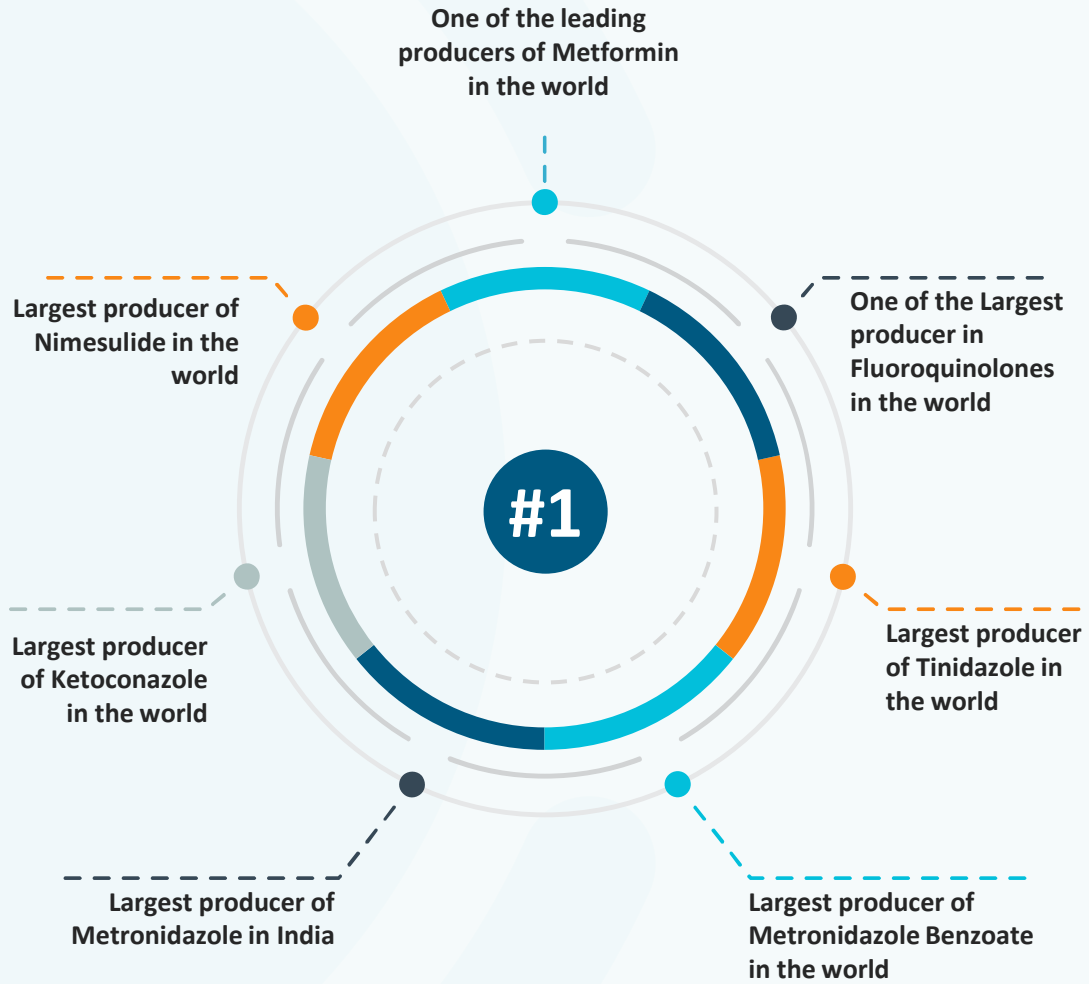 One of the leading
producers of Metformin
in the world
Largest producer of
Nimesulide in the
world
One of the Largest
producer in
Fluoroquinolones
in the world
#1
Largest producer
of Ketoconazole
in the world
Largest producer
of Tinidazole in
the world
Largest producer of
Metronidazole in India
Largest producer of
Metronidazole Benzoate
in the world